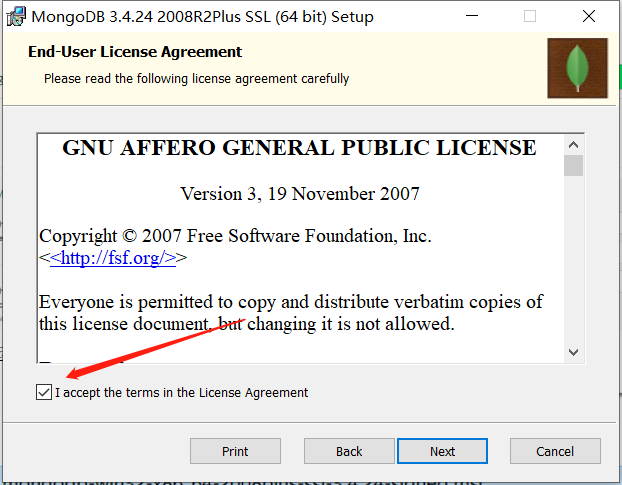 MongoDB 3.4.24 2008R2Plus SSL (64 bit) Setup
End-User License Agreement
Please read the following license agreement carefully
GNU AFFERO GENERAL PUBLIC LICENSE
Version 3, 19 November 2007
Copyright © 2007 Free Software Foundation, Inc.
<<http://fsf.org/>>
Everyone is permitted to copy and distribute verbatim copies of
this license document, but changing it is not allowed.
I accept the terms in the License Agreement
Print
Back
Next
Cancel